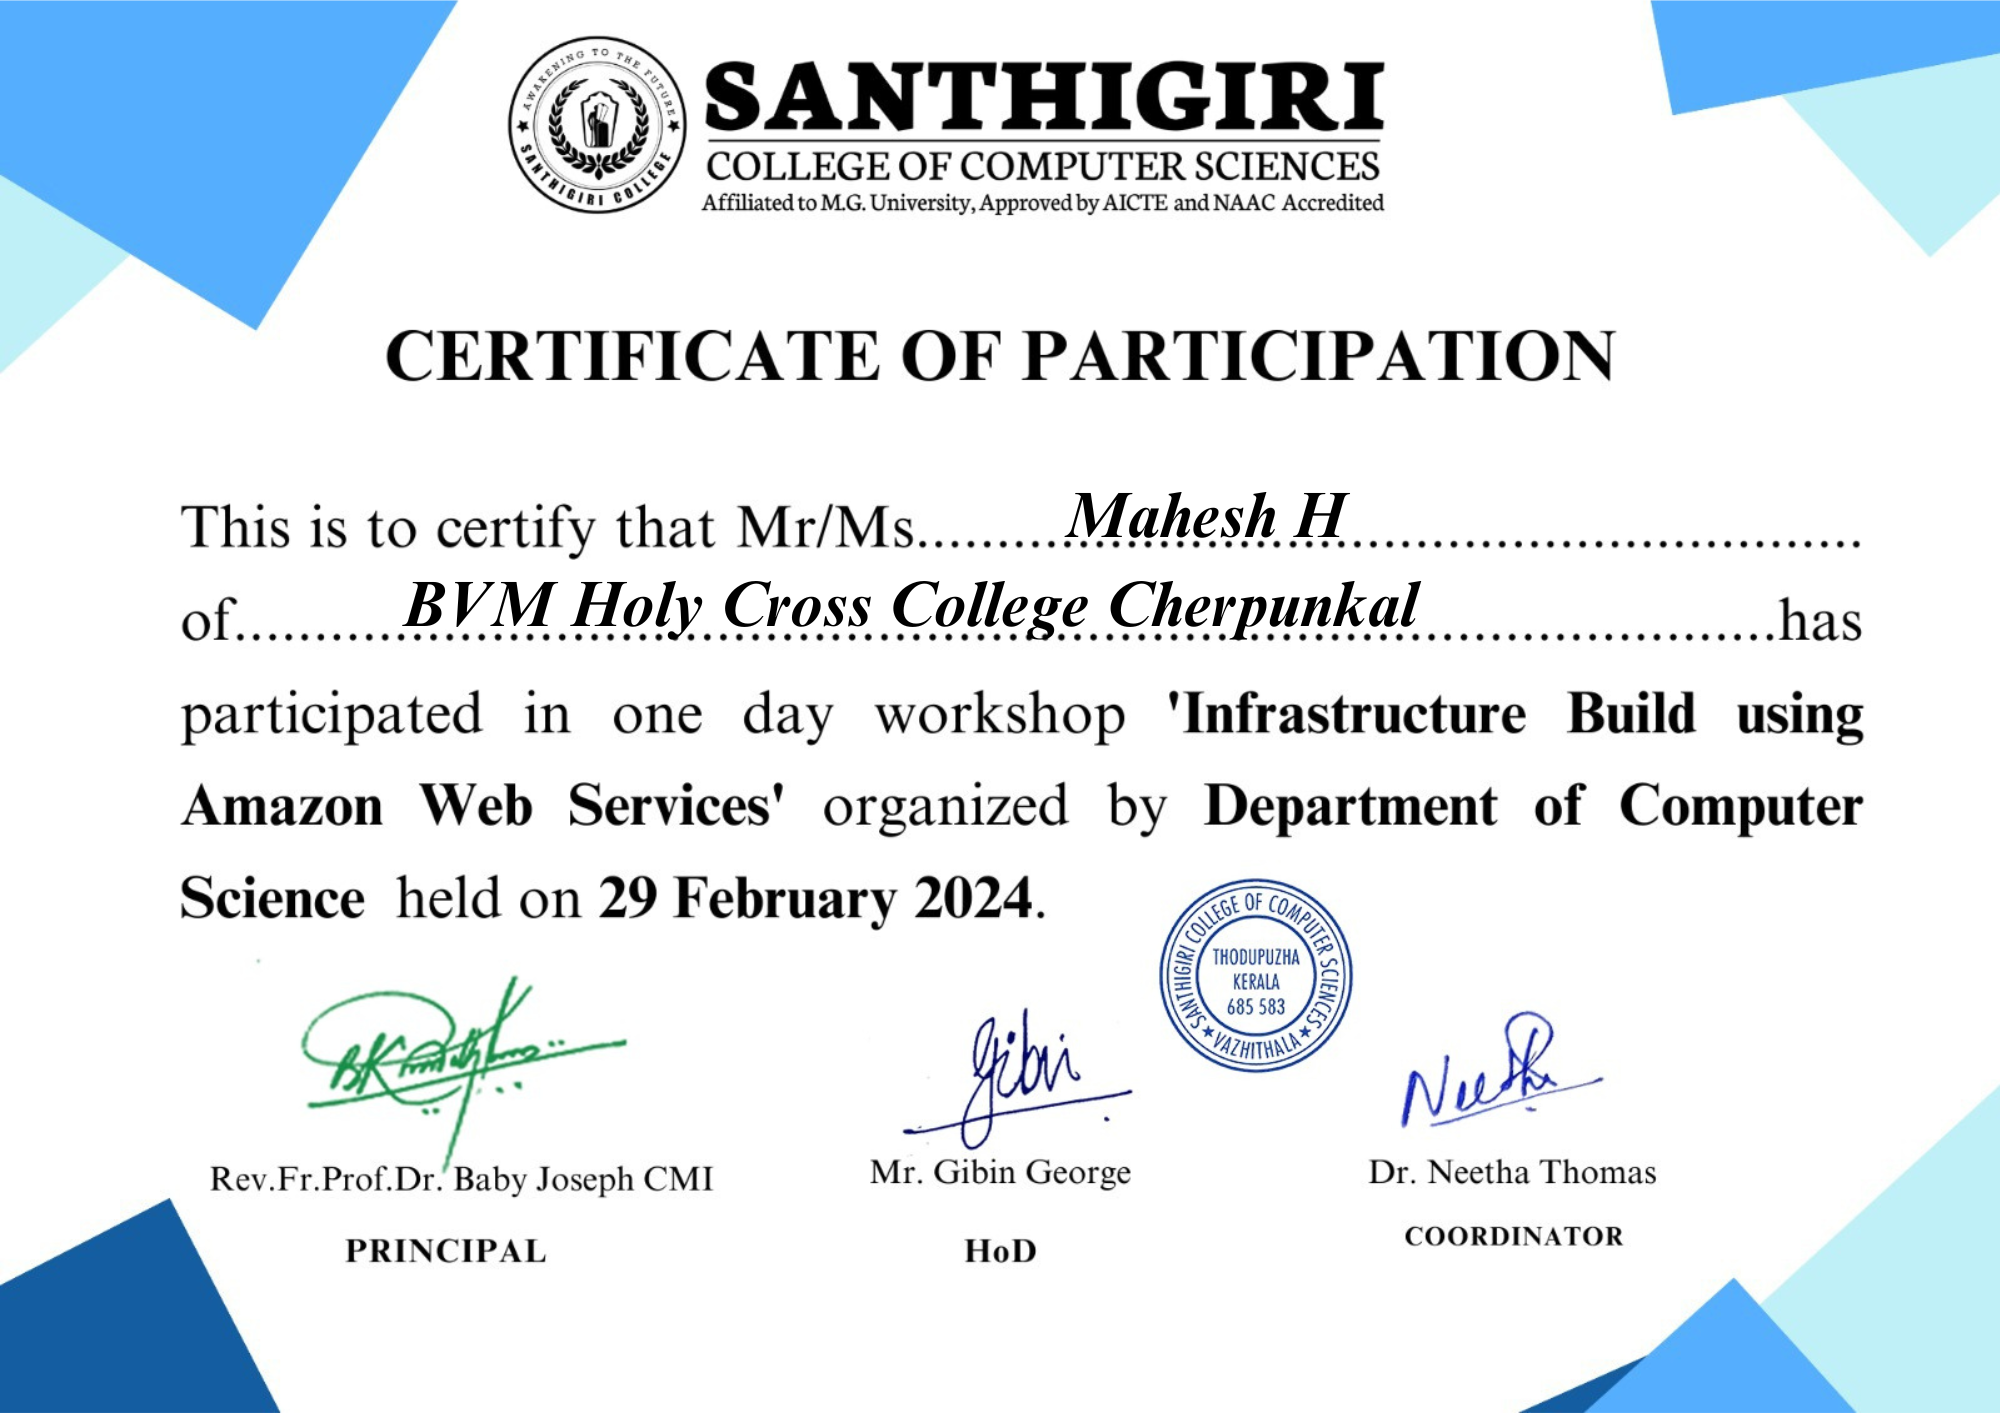 AWAKENING TO THE FUTURE
SANTHIGIRI COLLEGE
SANTHIGIRI
COLLEGE OF COMPUTER SCIENCES
Affiliated to M.G. University, Approved by AICTE and NAAC Accredited
CERTIFICATE OF PARTICIPATION
This is to certify that Mr/Ms.....Mahesh H.....
of.....BVM Holy Cross College Cherpunkal.....has
participated in one day workshop 'Infrastructure Build using
Amazon Web Services' organized by Department of Computer
Science held on 29 February 2024.
SANTHIGIRI COLLEGE OF COMPUTER SCIENCES
VAZHITHALA
THODUPUZHA
KERALA
685 583
Gibin
Neetha
Rev.Fr.Prof.Dr. Baby Joseph CMI
Mr. Gibin George
Dr. Neetha Thomas
PRINCIPAL
HoD
COORDINATOR